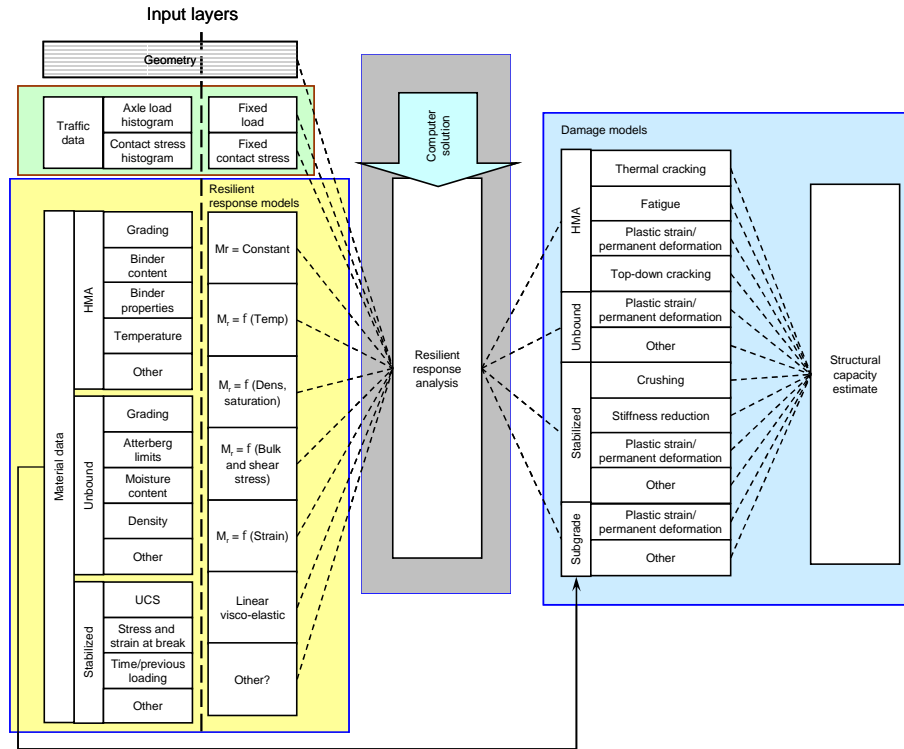 Input layers
Geometry
Traffic
data
Axle load
histogram
Contact stress
histogram
Fixed
load
Fixed
contact stress
Resilient
response models
Material data
HMA
Grading
Binder
content
Binder
properties
Temperature
Other
Unbound
Grading
Atterberg
limits
Moisture
content
Density
Other
Stabilized
UCS
Stress and
strain at break
Time/previous
loading
Other
Mr = Constant
Mr = f (Temp)
Mr = f (Dens,
saturation)
Mr = f (Bulk
and shear
stress)
Mr = f (Strain)
Linear
visco-elastic
Other?
Computer
solution
Resilient
response
analysis
Damage models
HMA
Thermal cracking
Fatigue
Plastic strain/
permanent deformation
Top-down cracking
Unbound
Plastic strain/
permanent deformation
Other
Stabilized
Crushing
Stiffness reduction
Plastic strain/
permanent deformation
Other
Subgrade
Plastic strain/
permanent deformation
Other
Structural
capacity
estimate